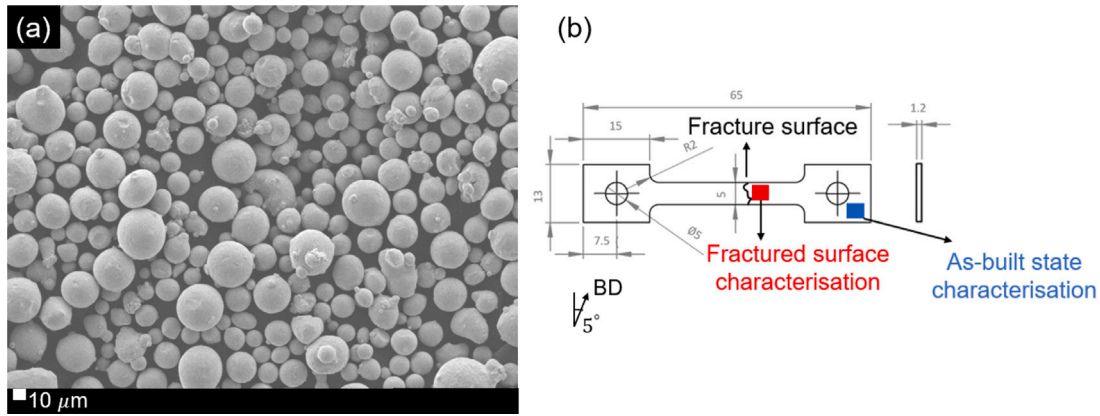 (a)
10 μm
(b)
65
1.2
15
Fracture surface
R2
13
5
Ø5
7.5
Fractured surface
characterisation
As-built state
characterisation
BD
5°